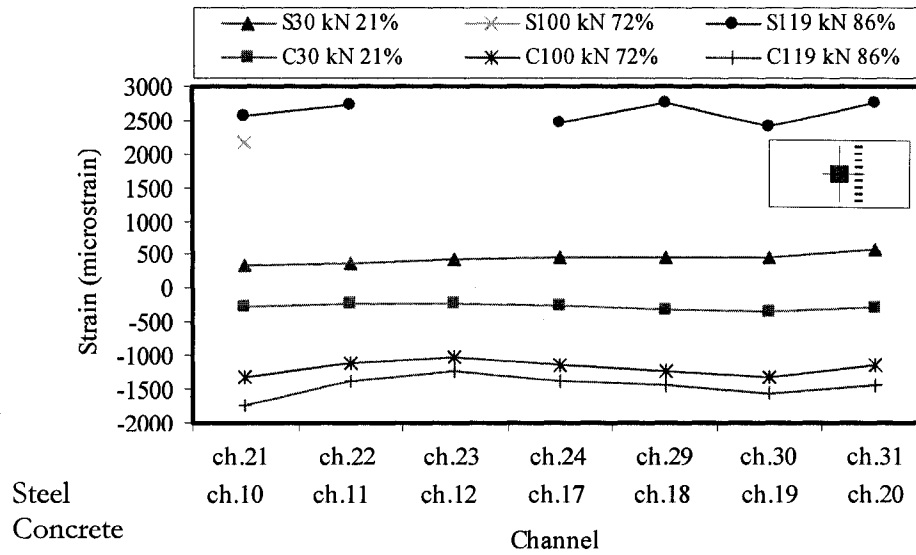 S30 kN 21% S100 kN 72% S119 kN 86%
C30 kN 21% C100 kN 72% C119 kN 86%
3000
2500
2000
1500
1000
500
0
-500
-1000
-1500
-2000
Strain (microstrain)
ch.21 ch.22 ch.23 ch.24 ch.29 ch.30 ch.31
Steel ch.10 ch.11 ch.12 ch.17 ch.18 ch.19 ch.20
Concrete
Channel